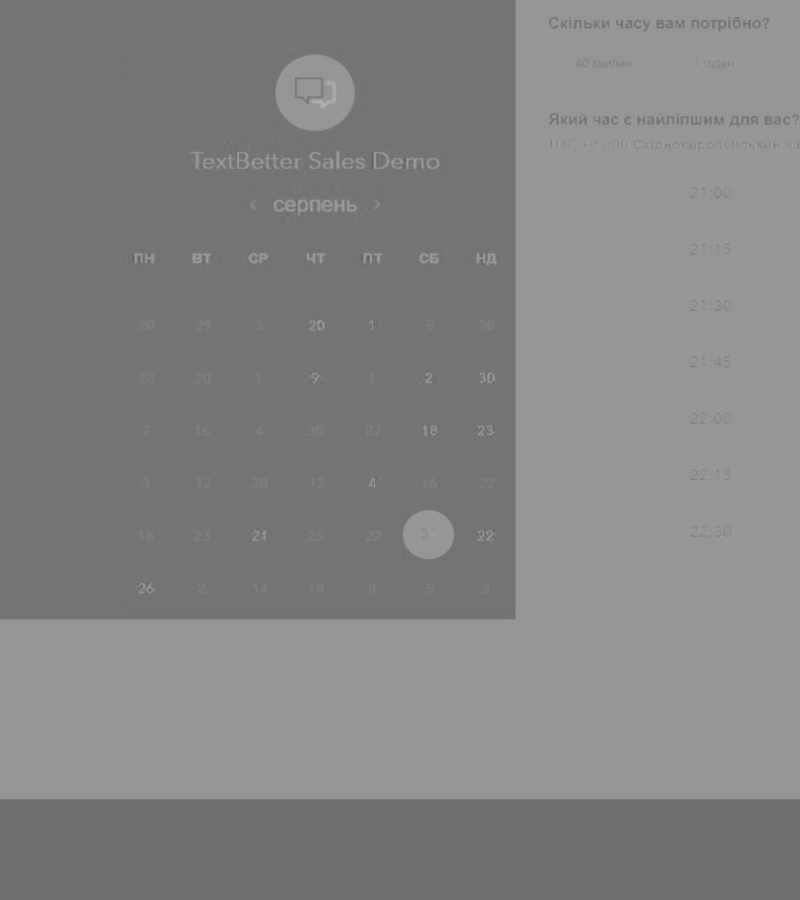 TextBetter Sales Demo
‹ серпень ›
ПН ВТ СР ЧТ ПТ СБ НД
20 29 3 20 1 5 20
28 20 1 9 1 2 30
7 16 4 30 27 18 23
3 12 20 12 4 16 22
18 23 21 25 22 31 22
26 2 14 18 8 6 3
Скільки часу вам потрібно?
40 хвилин 1 годин
Який час є найліпшим для вас?
UTC +03:00 Східноєвропейський
21:00
21:15
21:30
21:45
22:00
22:15
22:30